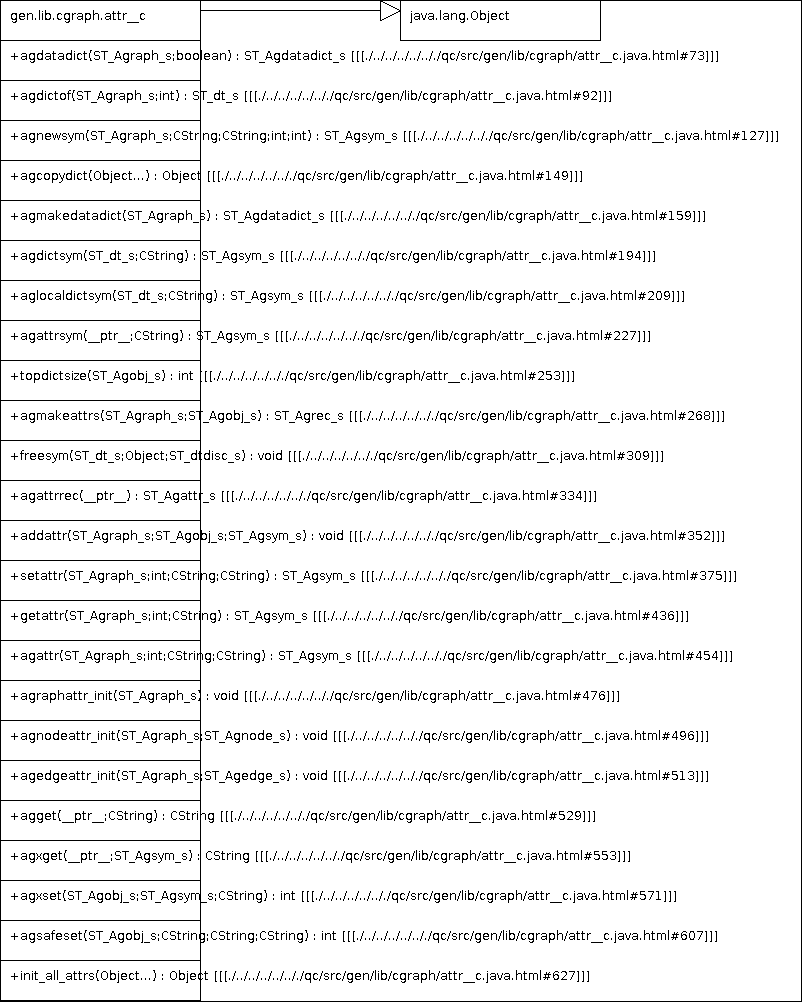 gen.lib.cgraph.attr__c
java.lang.Object
+agdatadict(ST_Agraph_s;boolean) : ST_Agdatadict_s [[[./../../../../../../qc/src/gen/lib/cgraph/attr__c.java.html#73]]]
+agdictof(ST_Agraph_s;int) : ST_dt_s [[[./../../../../../../qc/src/gen/lib/cgraph/attr__c.java.html#92]]]
+agnewsym(ST_Agraph_s;CString;CString;int;int) : ST_Agsym_s [[[./../../../../../../qc/src/gen/lib/cgraph/attr__c.java.html#127]]]
+agcopydict(Object...) : Object [[[./../../../../../../qc/src/gen/lib/cgraph/attr__c.java.html#149]]]
+agmakedatadict(ST_Agraph_s) : ST_Agdatadict_s [[[./../../../../../../qc/src/gen/lib/cgraph/attr__c.java.html#159]]]
+agdictsym(ST_dt_s;CString) : ST_Agsym_s [[[./../../../../../../qc/src/gen/lib/cgraph/attr__c.java.html#194]]]
+aglocaldictsym(ST_dt_s;CString) : ST_Agsym_s [[[./../../../../../../qc/src/gen/lib/cgraph/attr__c.java.html#209]]]
+agattrsym(__ptr__;CString) : ST_Agsym_s [[[./../../../../../../qc/src/gen/lib/cgraph/attr__c.java.html#227]]]
+topdictsize(ST_Agobj_s) : int [[[./../../../../../../qc/src/gen/lib/cgraph/attr__c.java.html#253]]]
+agmakeattrs(ST_Agraph_s;ST_Agobj_s) : ST_Agrec_s [[[./../../../../../../qc/src/gen/lib/cgraph/attr__c.java.html#268]]]
+freesym(ST_dt_s;Object;ST_dtdisc_s) : void [[[./../../../../../../qc/src/gen/lib/cgraph/attr__c.java.html#309]]]
+agattrrec(__ptr__) : ST_Agattr_s [[[./../../../../../../qc/src/gen/lib/cgraph/attr__c.java.html#334]]]
+addattr(ST_Agraph_s;ST_Agobj_s;ST_Agsym_s) : void [[[./../../../../../../qc/src/gen/lib/cgraph/attr__c.java.html#352]]]
+setattr(ST_Agraph_s;int;CString;CString) : ST_Agsym_s [[[./../../../../../../qc/src/gen/lib/cgraph/attr__c.java.html#375]]]
+getattr(ST_Agraph_s;int;CString) : ST_Agsym_s [[[./../../../../../../qc/src/gen/lib/cgraph/attr__c.java.html#436]]]
+agattr(ST_Agraph_s;int;CString;CString) : ST_Agsym_s [[[./../../../../../../qc/src/gen/lib/cgraph/attr__c.java.html#454]]]
+agraphattr_init(ST_Agraph_s) : void [[[./../../../../../../qc/src/gen/lib/cgraph/attr__c.java.html#476]]]
+agnodeattr_init(ST_Agraph_s;ST_Agnode_s) : void [[[./../../../../../../qc/src/gen/lib/cgraph/attr__c.java.html#496]]]
+agedgeattr_init(ST_Agraph_s;ST_Agedge_s) : void [[[./../../../../../../qc/src/gen/lib/cgraph/attr__c.java.html#513]]]
+agget(__ptr__;CString) : CString [[[./../../../../../../qc/src/gen/lib/cgraph/attr__c.java.html#529]]]
+agxget(__ptr__;ST_Agsym_s) : CString [[[./../../../../../../qc/src/gen/lib/cgraph/attr__c.java.html#553]]]
+agxset(ST_Agobj_s;ST_Agsym_s;CString) : int [[[./../../../../../../qc/src/gen/lib/cgraph/attr__c.java.html#571]]]
+agsafeset(ST_Agobj_s;CString;CString;CString) : int [[[./../../../../../../qc/src/gen/lib/cgraph/attr__c.java.html#607]]]
+init_all_attrs(Object...) : Object [[[./../../../../../../qc/src/gen/lib/cgraph/attr__c.java.html#627]]]